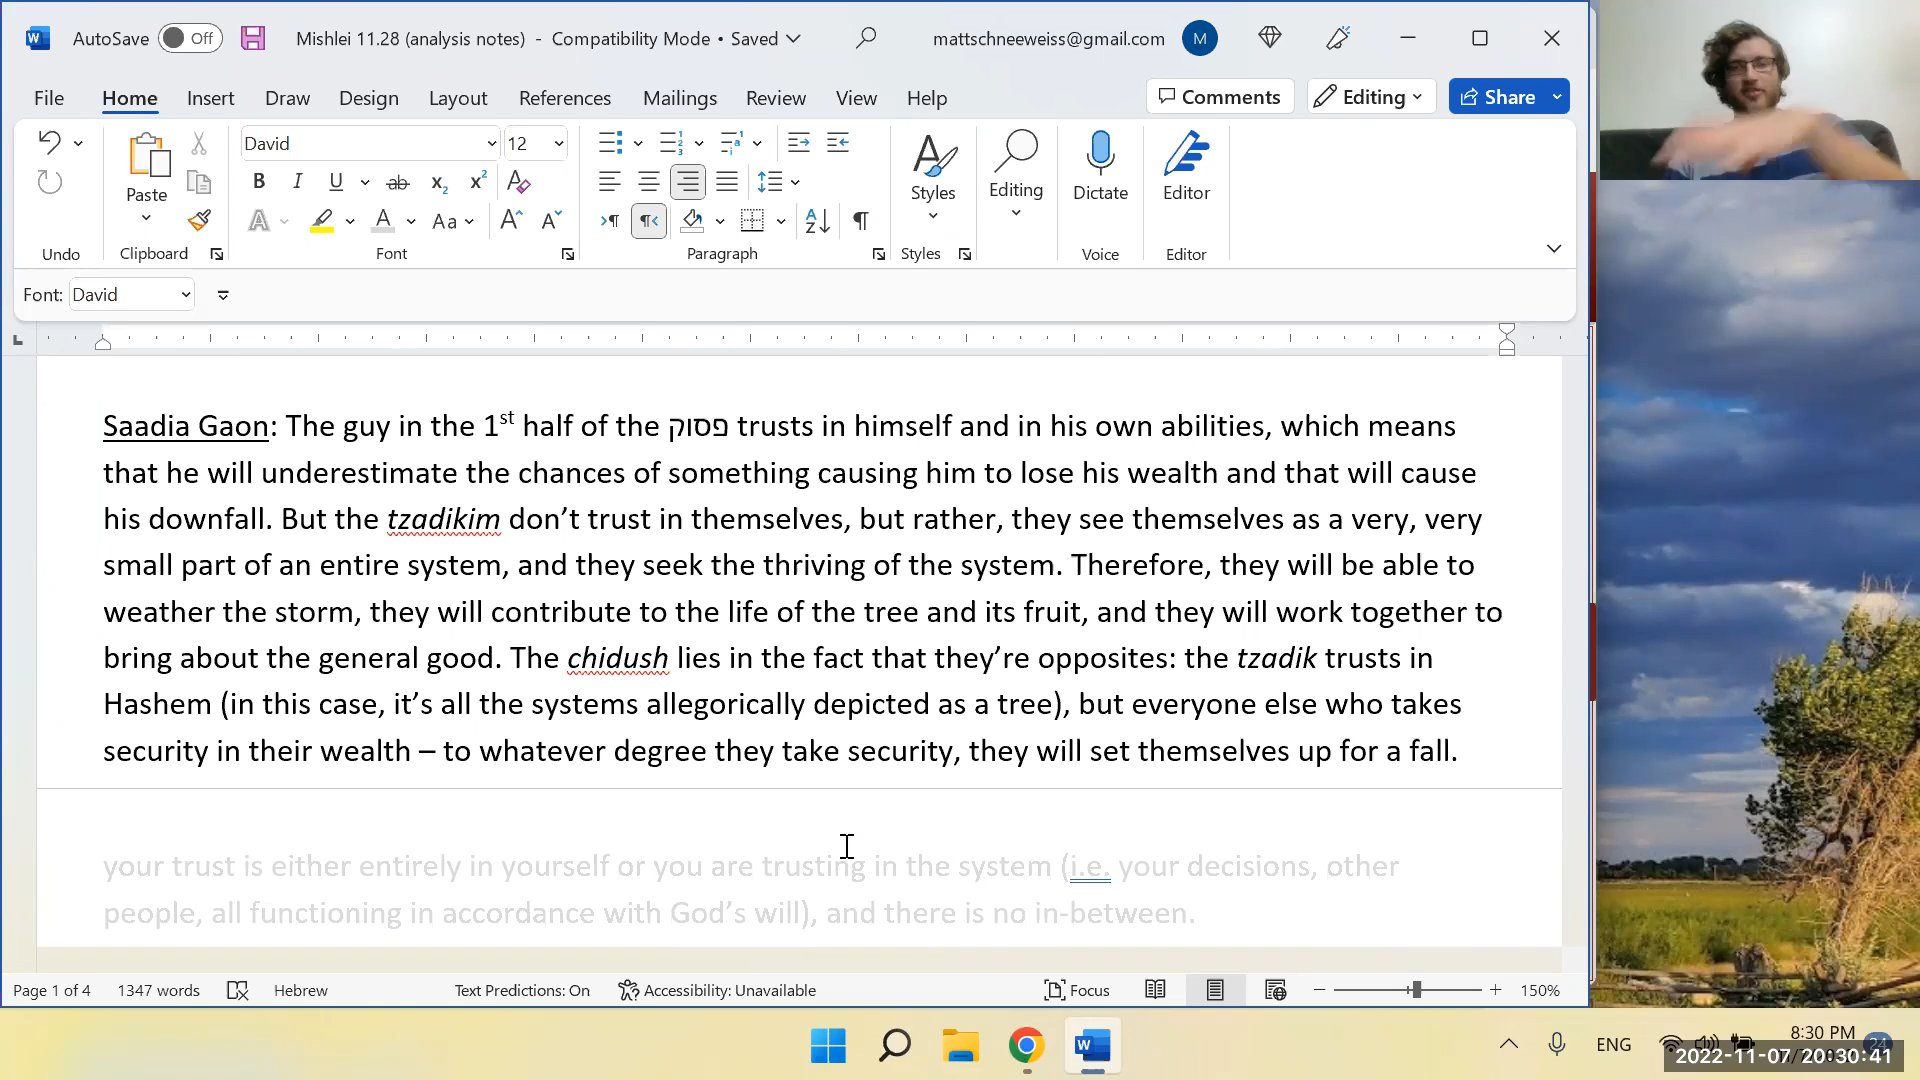 AutoSave Off Mishlei 11.28 (analysis notes) - Compatibility Mode • Saved mattschneeweiss@gmail.com M
File Home Insert Draw Design Layout References Mailings Review View Help Comments Editing Share
David 12
Paste Styles Editing Dictate Editor
Undo Clipboard Font Paragraph Styles Voice Editor
Font: David
Saadia Gaon: The guy in the 1st half of the פסוק trusts in himself and in his own abilities, which means
that he will underestimate the chances of something causing him to lose his wealth and that will cause
his downfall. But the tzadikim don’t trust in themselves, but rather, they see themselves as a very, very
small part of an entire system, and they seek the thriving of the system. Therefore, they will be able to
weather the storm, they will contribute to the life of the tree and its fruit, and they will work together to
bring about the general good. The chidush lies in the fact that they’re opposites: the tzadik trusts in
Hashem (in this case, it’s all the systems allegorically depicted as a tree), but everyone else who takes
security in their wealth – to whatever degree they take security, they will set themselves up for a fall.
your trust is either entirely in yourself or you are trusting in the system (i.e. your decisions, other
people, all functioning in accordance with God’s will), and there is no in-between.
Page 1 of 4 1347 words Hebrew Text Predictions: On Accessibility: Unavailable Focus 150%
ENG 8:30 PM
2022-11-07 20:30:41